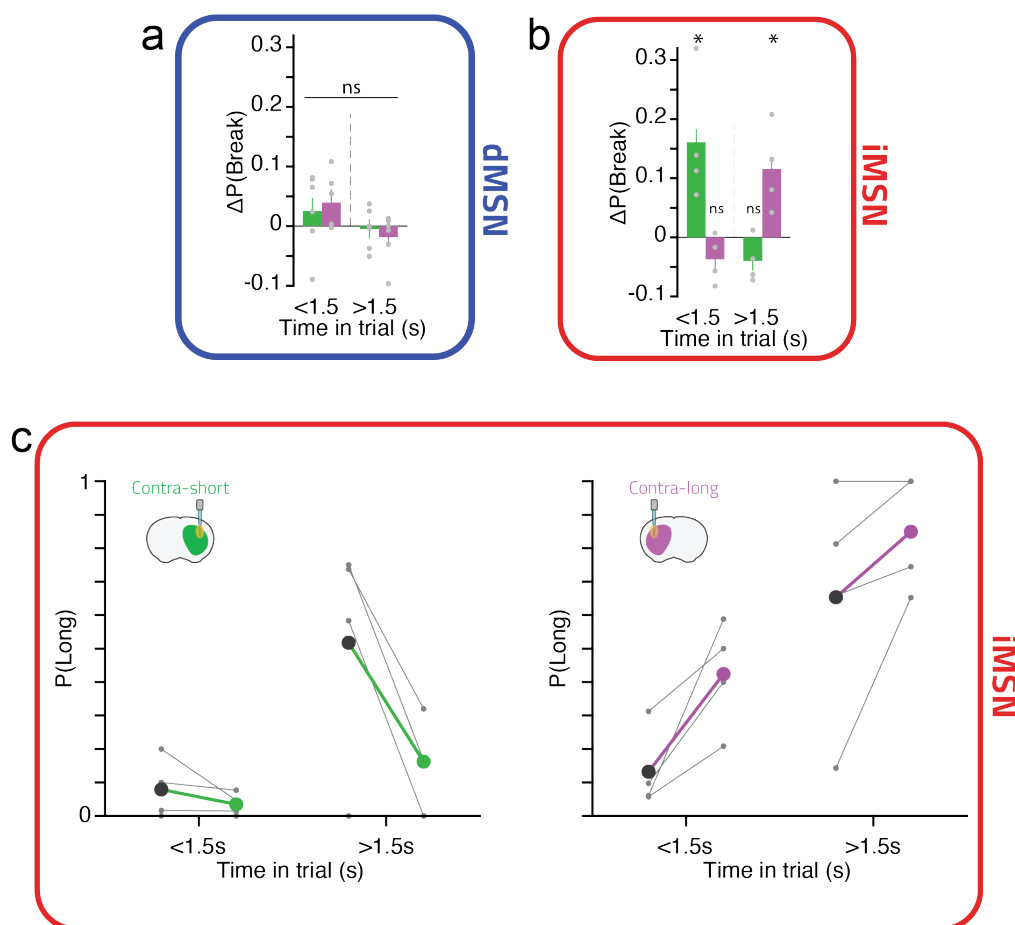 a
0.3
0.2
0.1
0
-0.1
ΔP(Break)
ns
<1.5 >1.5
Time in trial (s)
dMSN
b
0.3
0.2
0.1
0
-0.1
ΔP(Break)
* *
ns ns
<1.5 >1.5
Time in trial (s)
iMSN
c
1
0
P(Long)
Contra-short
<1.5s >1.5s
Time in trial (s)
P(Long)
Contra-long
<1.5s >1.5s
Time in trial (s)
iMSN